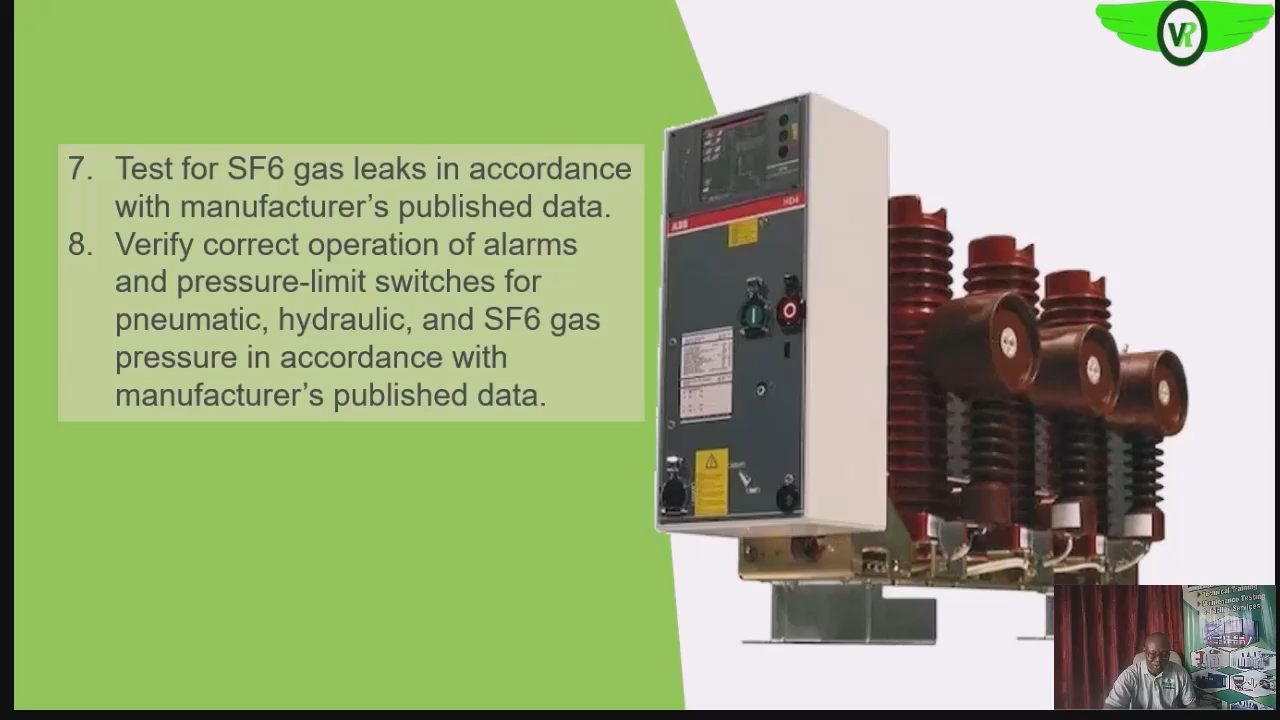 VR
7. Test for SF6 gas leaks in accordance
with manufacturer’s published data.
8. Verify correct operation of alarms
and pressure-limit switches for
pneumatic, hydraulic, and SF6 gas
pressure in accordance with
manufacturer’s published data.
HD4
ABB
Technical Training